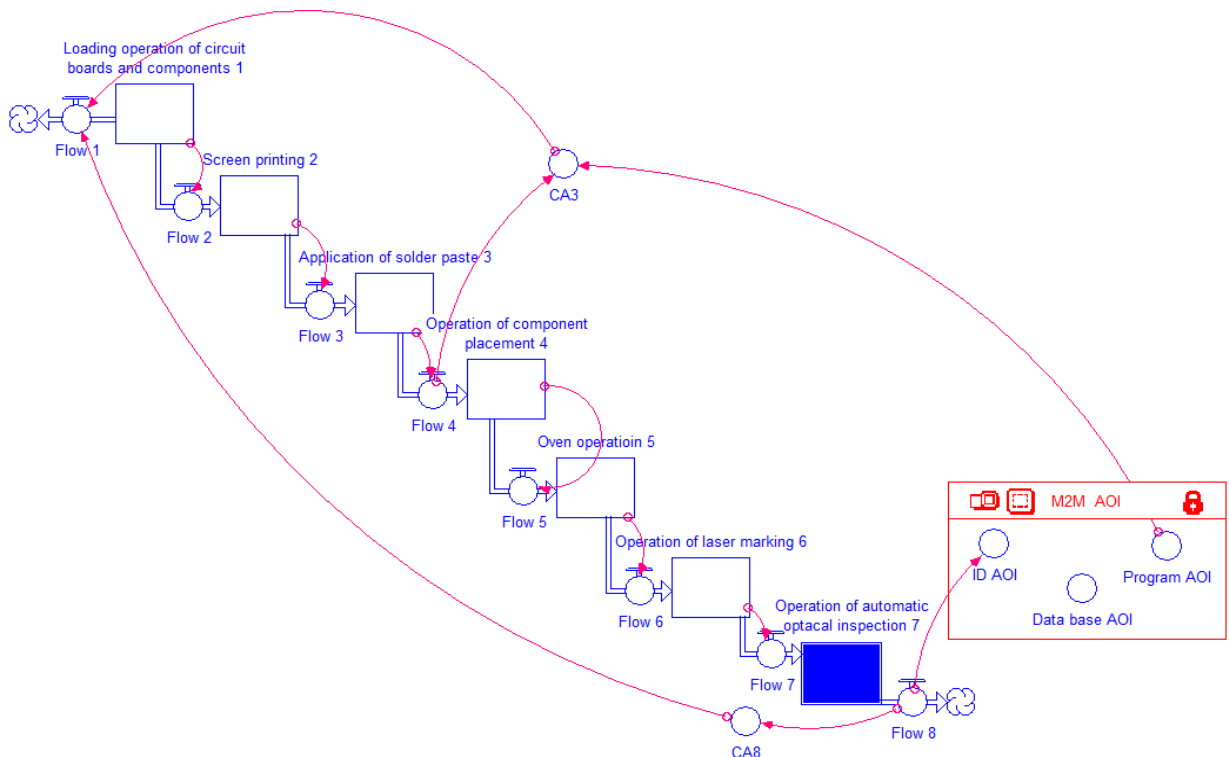 Loading operation of circuit
boards and components 1
Flow 1
Screen printing 2
CA3
Flow 2
Application of solder paste 3
Flow 3
Operation of component
placement 4
Flow 4
Oven operatioin 5
Flow 5
M2M AOI
Operation of laser marking 6
ID AOI
Program AOI
Flow 6
Operation of automatic
optacal inspection 7
Data base AOI
Flow 7
Flow 8
CA8